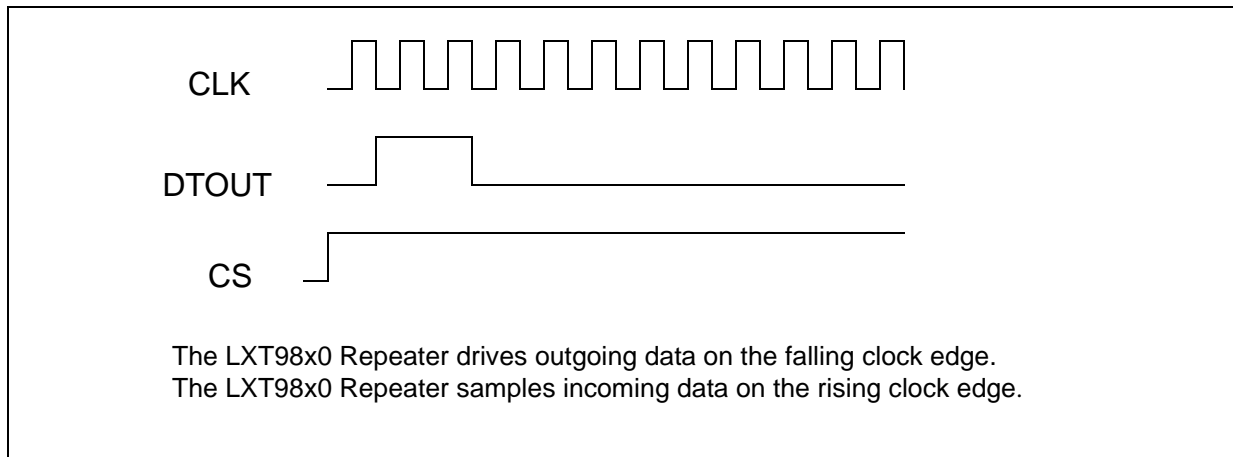 CLK
DTOUT
CS
The LXT98x0 Repeater drives outgoing data on the falling clock edge.
The LXT98x0 Repeater samples incoming data on the rising clock edge.